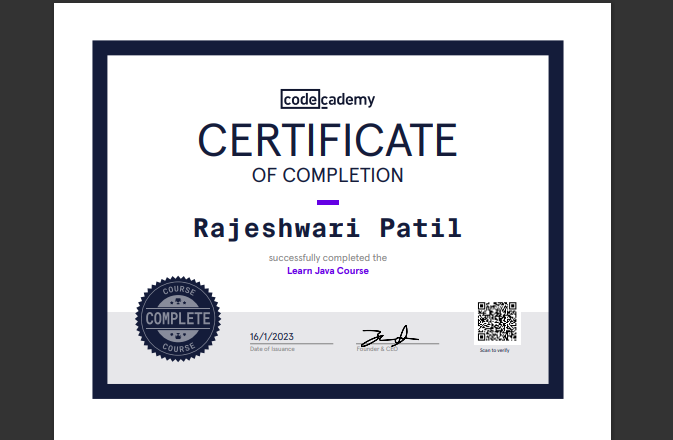 codecademy
CERTIFICATE
OF COMPLETION
Rajeshwari Patil
successfully completed the
Learn Java Course
COURSE
COMPLETE
COURSE
16/1/2023
Date of Issuance
Founder & CEO
Scan to verify